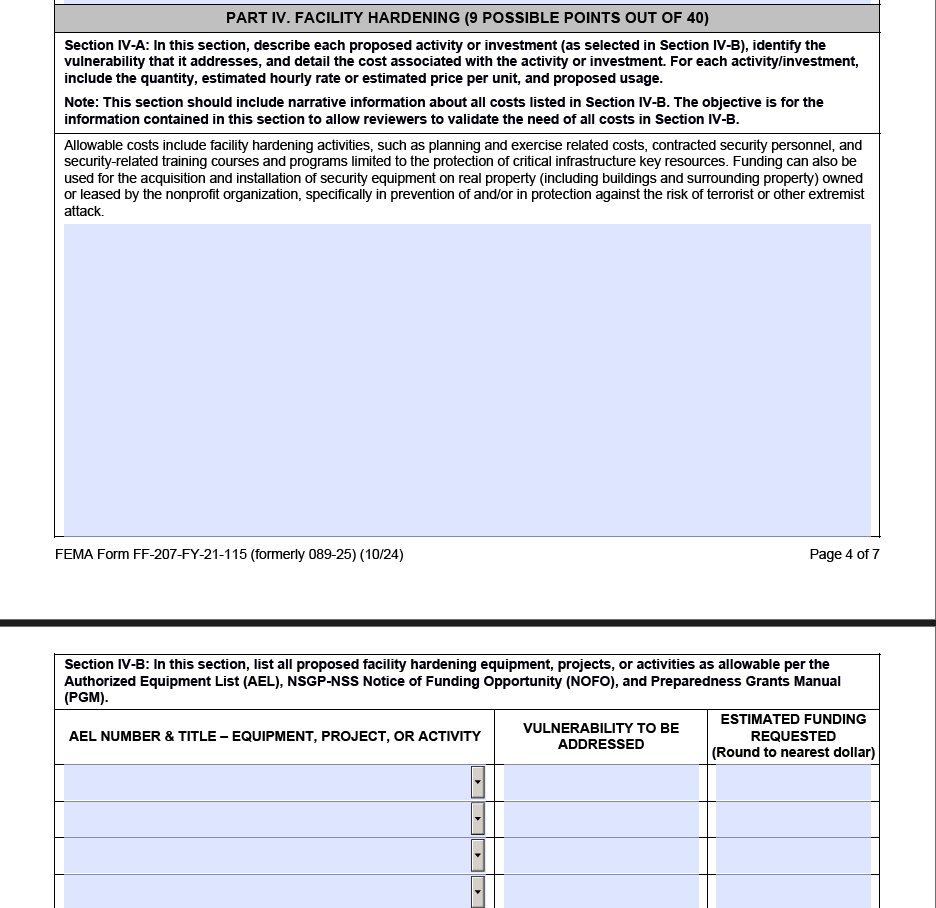 PART IV. FACILITY HARDENING (9 POSSIBLE POINTS OUT OF 40)
Section IV-A: In this section, describe each proposed activity or investment (as selected in Section IV-B), identify the
vulnerability that it addresses, and detail the cost associated with the activity or investment. For each activity/investment,
include the quantity, estimated hourly rate or estimated price per unit, and proposed usage.
Note: This section should include narrative information about all costs listed in Section IV-B. The objective is for the
information contained in this section to allow reviewers to validate the need of all costs in Section IV-B.
Allowable costs include facility hardening activities, such as planning and exercise related costs, contracted security personnel, and
security-related training courses and programs limited to the protection of critical infrastructure key resources. Funding can also be
used for the acquisition and installation of security equipment on real property (including buildings and surrounding property) owned
or leased by the nonprofit organization, specifically in prevention of and/or in protection against the risk of terrorist or other extremist
attack.
FEMA Form FF-207-FY-21-115 (formerly 089-25) (10/24)
Page 4 of 7
Section IV-B: In this section, list all proposed facility hardening equipment, projects, or activities as allowable per the
Authorized Equipment List (AEL), NSGP-NSS Notice of Funding Opportunity (NOFO), and Preparedness Grants Manual
(PGM).
AEL NUMBER & TITLE – EQUIPMENT, PROJECT, OR ACTIVITY
VULNERABILITY TO BE
ADDRESSED
ESTIMATED FUNDING
REQUESTED
(Round to nearest dollar)